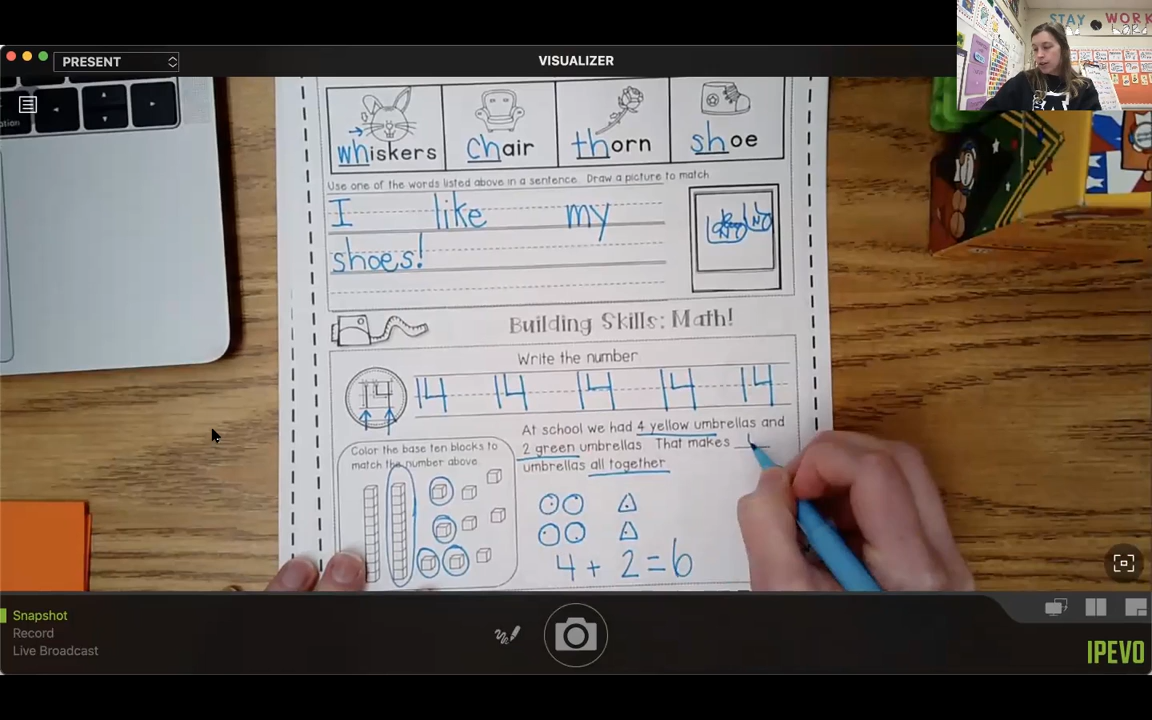 STAY WORK
PRESENT
VISUALIZER
whiskers chair thorn shoe
Use one of the words listed above in a sentence. Draw a picture to match.
I like my
shoes!
Building Skills: Math!
Write the number
14 14 14 14 14 14
At school we had 4 yellow umbrellas and
2 green umbrellas. That makes
umbrellas all together
Color the base ten blocks to
match the number above.
4 + 2 = 6
Snapshot
Record
Live Broadcast
IPEVO